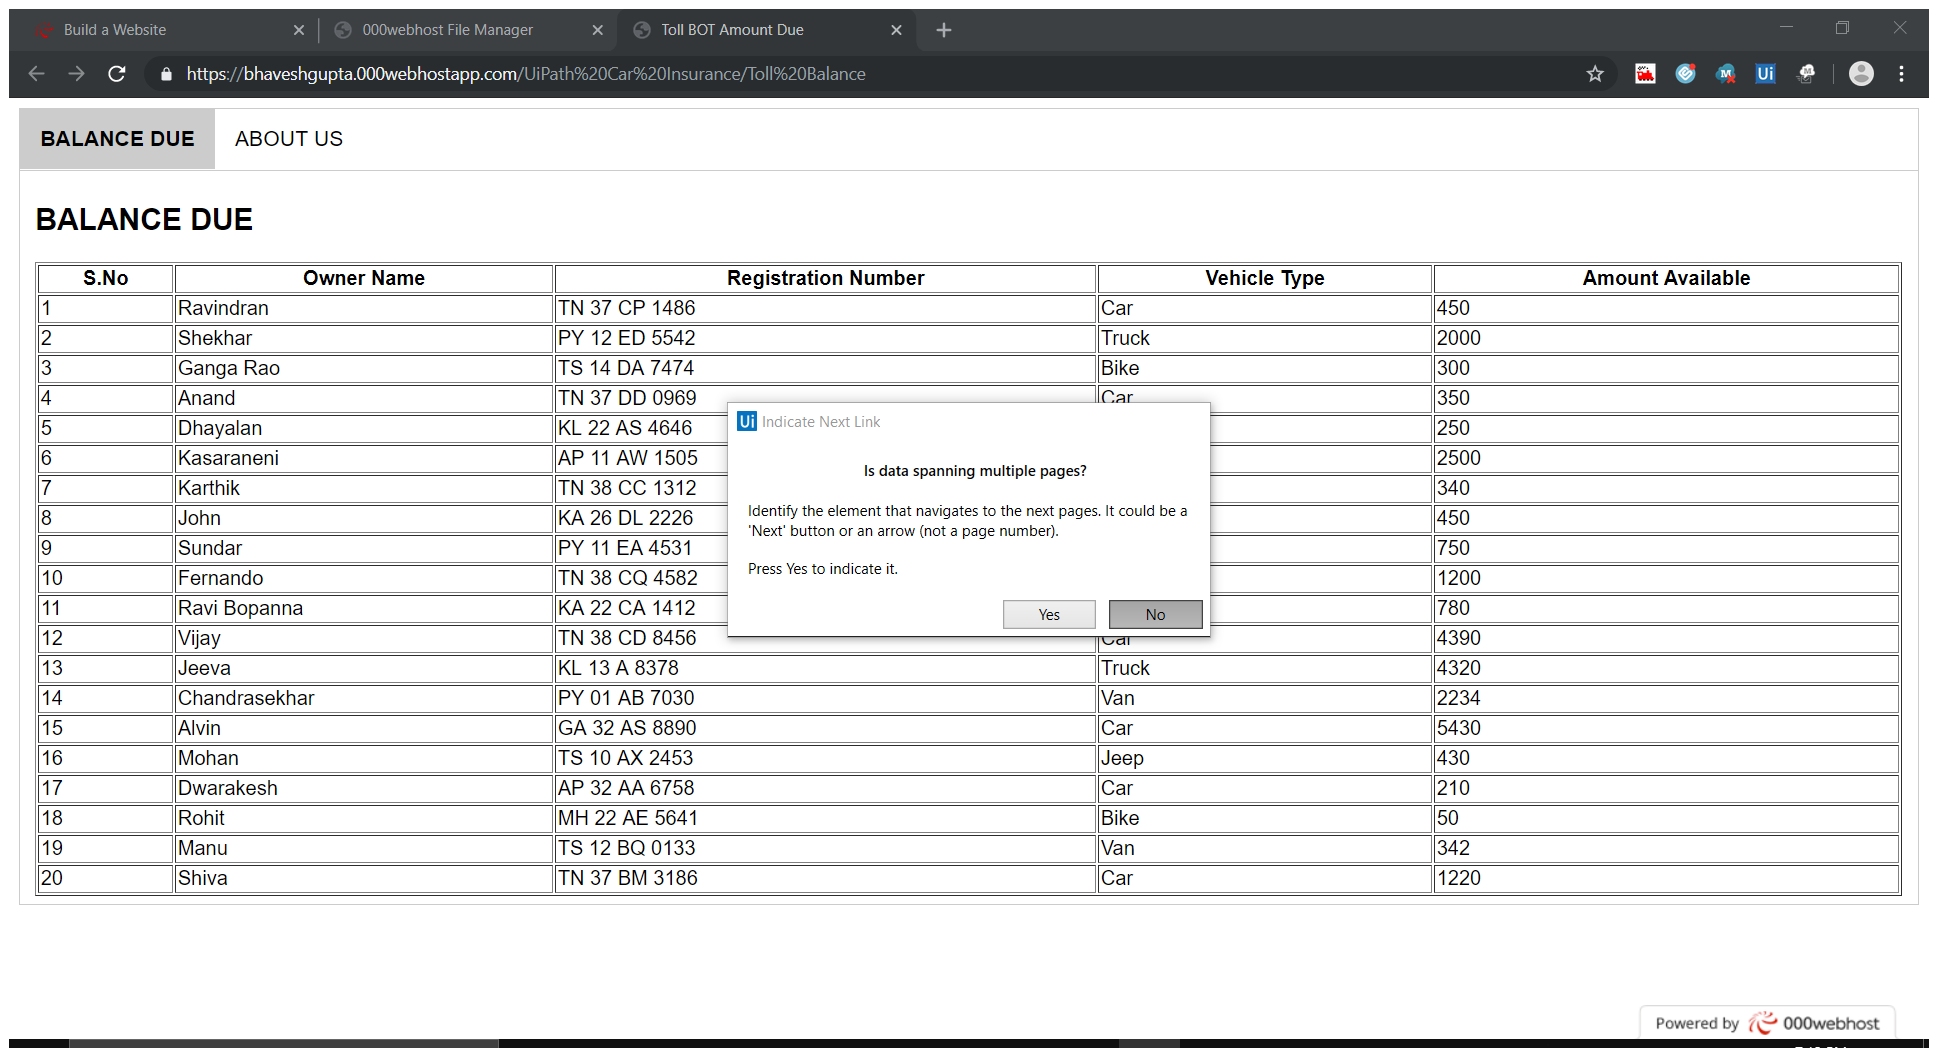 Build a Website
000webhost File Manager
Toll BOT Amount Due
https://bhaveshgupta.000webhostapp.com/UiPath%20Car%20Insurance/Toll%20Balance
BALANCE DUE ABOUT US
BALANCE DUE
S.No Owner Name Registration Number Vehicle Type Amount Available
1 Ravindran TN 37 CP 1486 Car 450
2 Shekhar PY 12 ED 5542 Truck 2000
3 Ganga Rao TS 14 DA 7474 Bike 300
4 Anand TN 37 DD 0969 Car 350
5 Dhayalan KL 22 AS 4646 250
6 Kasaraneni AP 11 AW 1505 2500
7 Karthik TN 38 CC 1312 340
8 John KA 26 DL 2226 450
9 Sundar PY 11 EA 4531 750
10 Fernando TN 38 CQ 4582 1200
11 Ravi Bopanna KA 22 CA 1412 780
12 Vijay TN 38 CD 8456 Car 4390
13 Jeeva KL 13 A 8378 Truck 4320
14 Chandrasekhar PY 01 AB 7030 Van 2234
15 Alvin GA 32 AS 8890 Car 5430
16 Mohan TS 10 AX 2453 Jeep 430
17 Dwarakesh AP 32 AA 6758 Car 210
18 Rohit MH 22 AE 5641 Bike 50
19 Manu TS 12 BQ 0133 Van 342
20 Shiva TN 37 BM 3186 Car 1220
Ui Indicate Next Link
Is data spanning multiple pages?
Identify the element that navigates to the next pages. It could be a
'Next' button or an arrow (not a page number).
Press Yes to indicate it.
Yes No
Ui
Powered by 000webhost